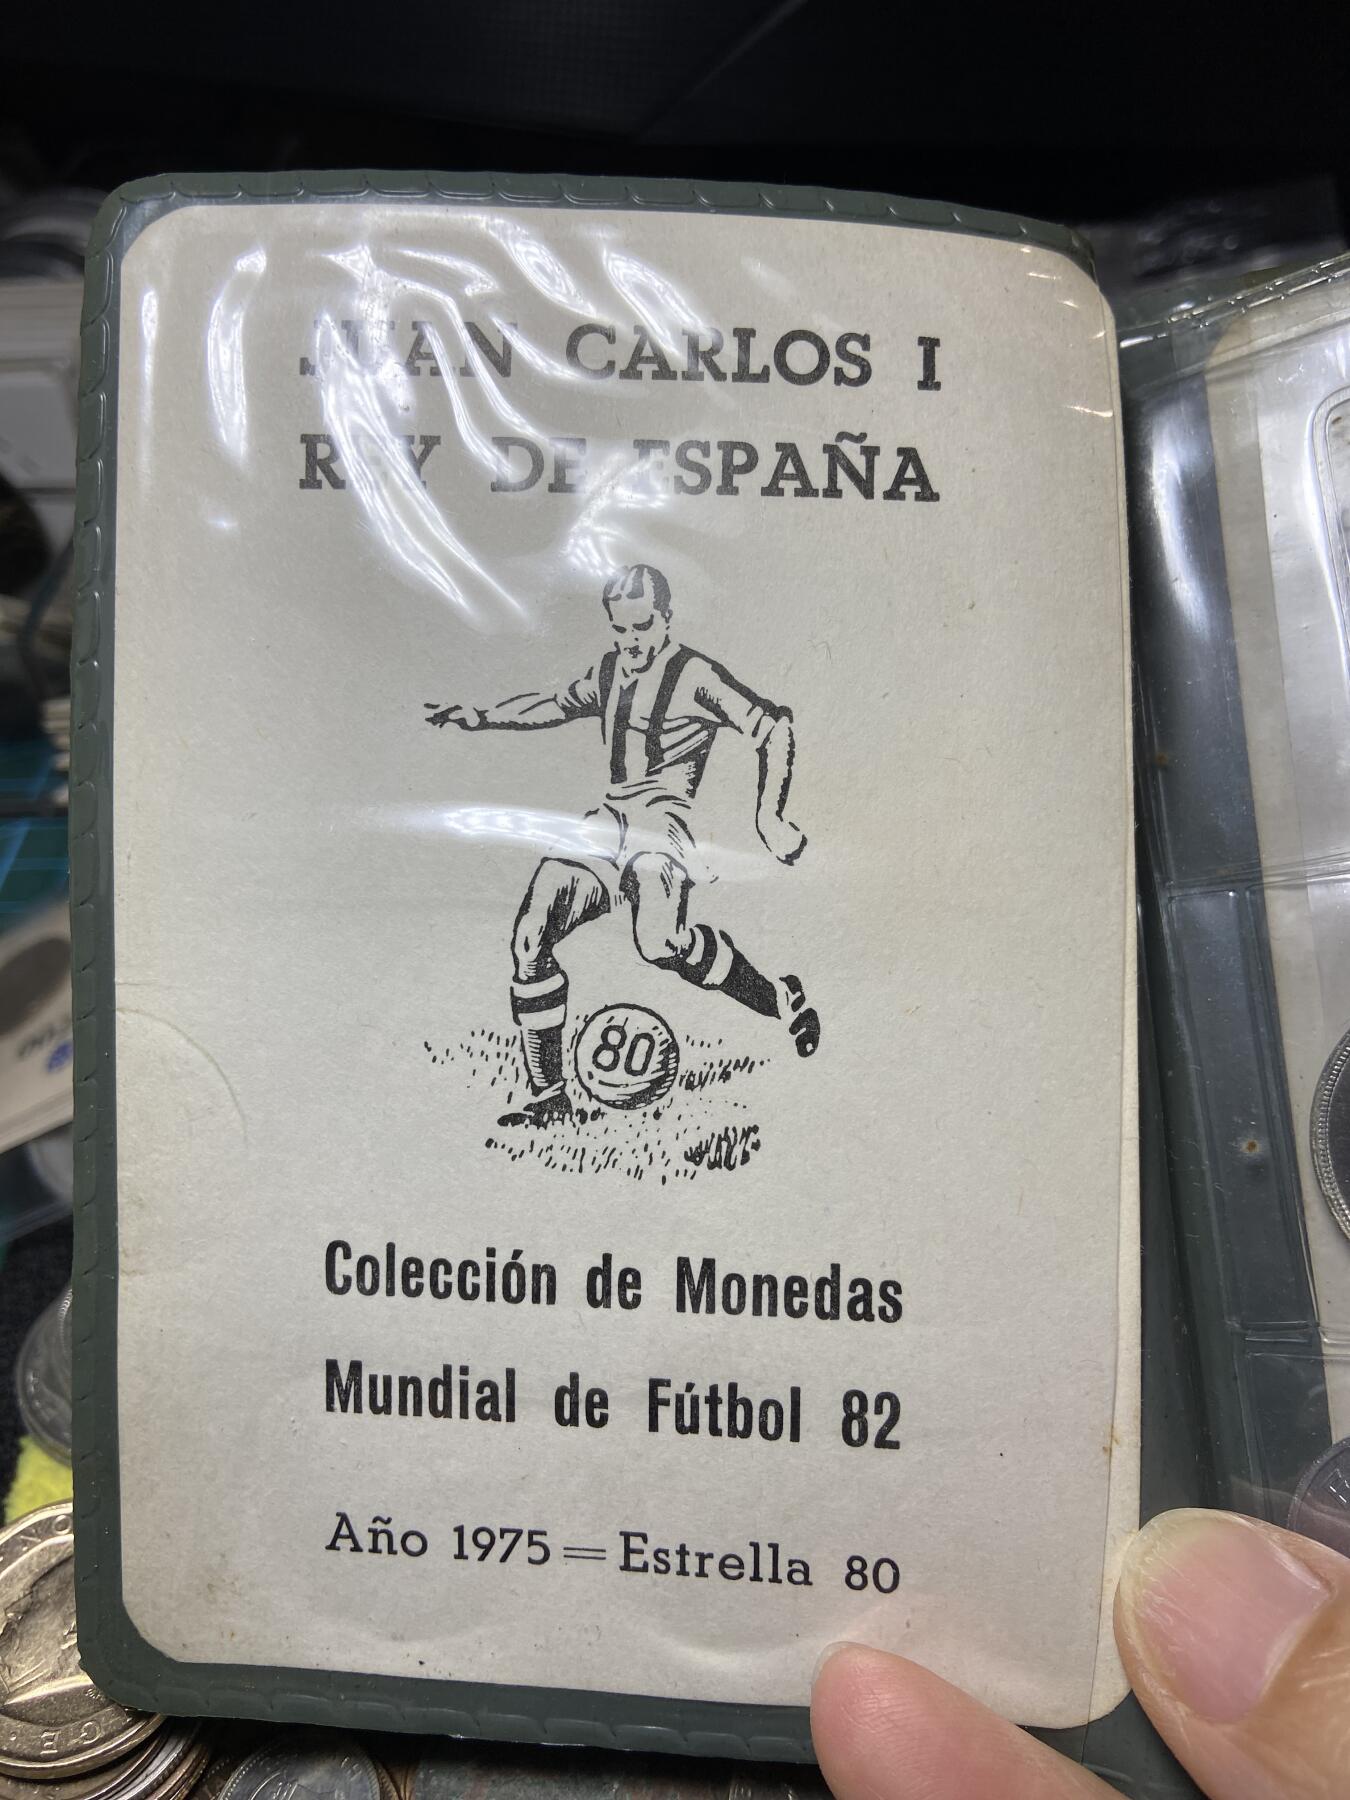 JUAN CARLOS I
REY DE ESPAÑA
80
Colección de Monedas
Mundial de Fútbol 82
Año 1975 = Estrella 80